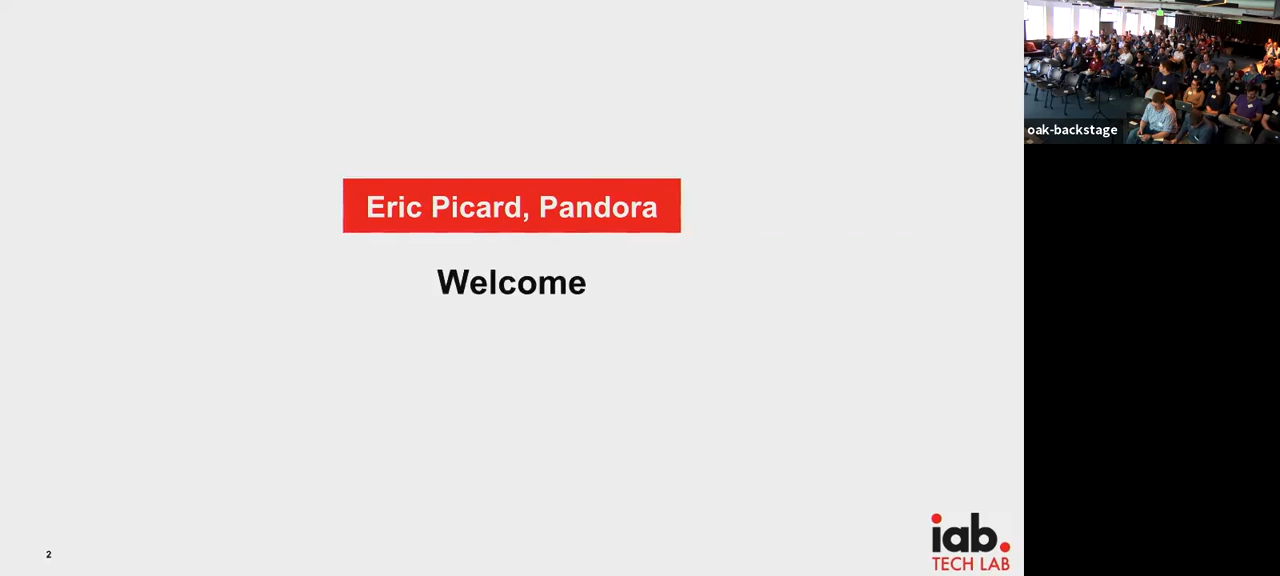 Eric Picard, Pandora
Welcome
2
iab.
TECH LAB
oak-backstage